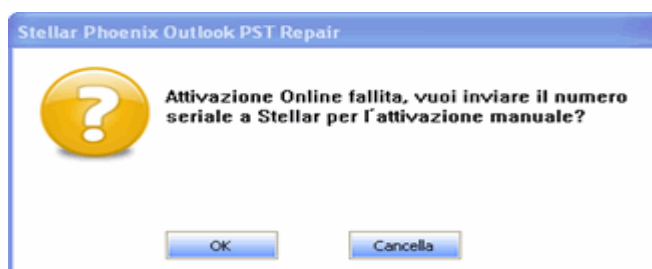 Stellar Phoenix Outlook PST Repair
Attivazione Online fallita, vuoi inviare il numero
seriale a Stellar per l´attivazione manuale?
OK Cancella